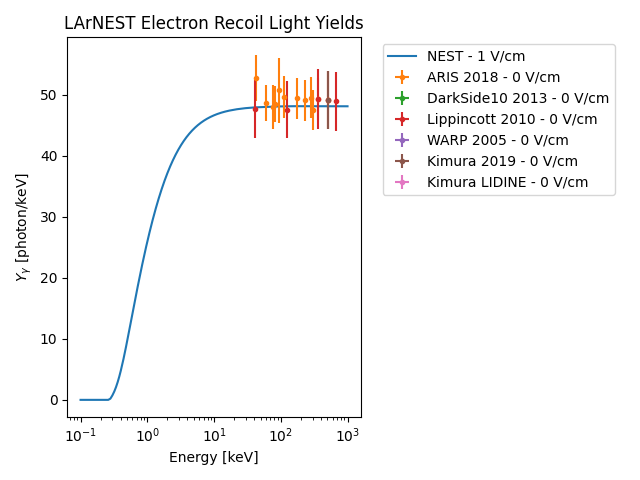 LArNEST Electron Recoil Light Yields
NEST - 1 V/cm
ARIS 2018 - 0 V/cm
DarkSide10 2013 - 0 V/cm
Lippincott 2010 - 0 V/cm
WARP 2005 - 0 V/cm
Kimura 2019 - 0 V/cm
Kimura LIDINE - 0 V/cm
Yγ [photon/keV]
50
40
30
20
10
0
10⁻¹ 10⁰ 10¹ 10² 10³
Energy [keV]